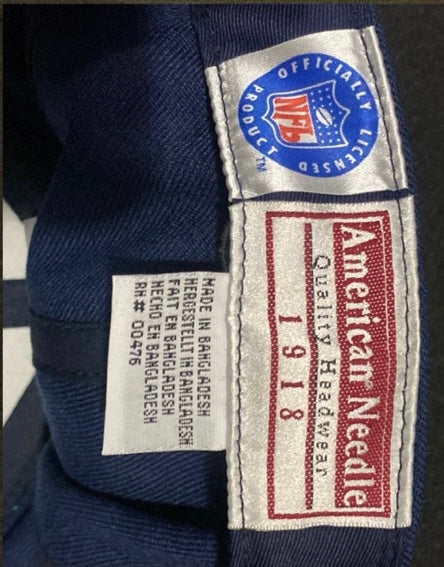 OFFICIALLY LICENSED PRODUCT TM
NFL
American Needle
Quality Headwear
1918
MADE IN BANGLADESH
HERGESTELLT IN BANGLADESH
FAIT EN BANGLADESH
HECHO EN BANGLADESH
RN# 00476